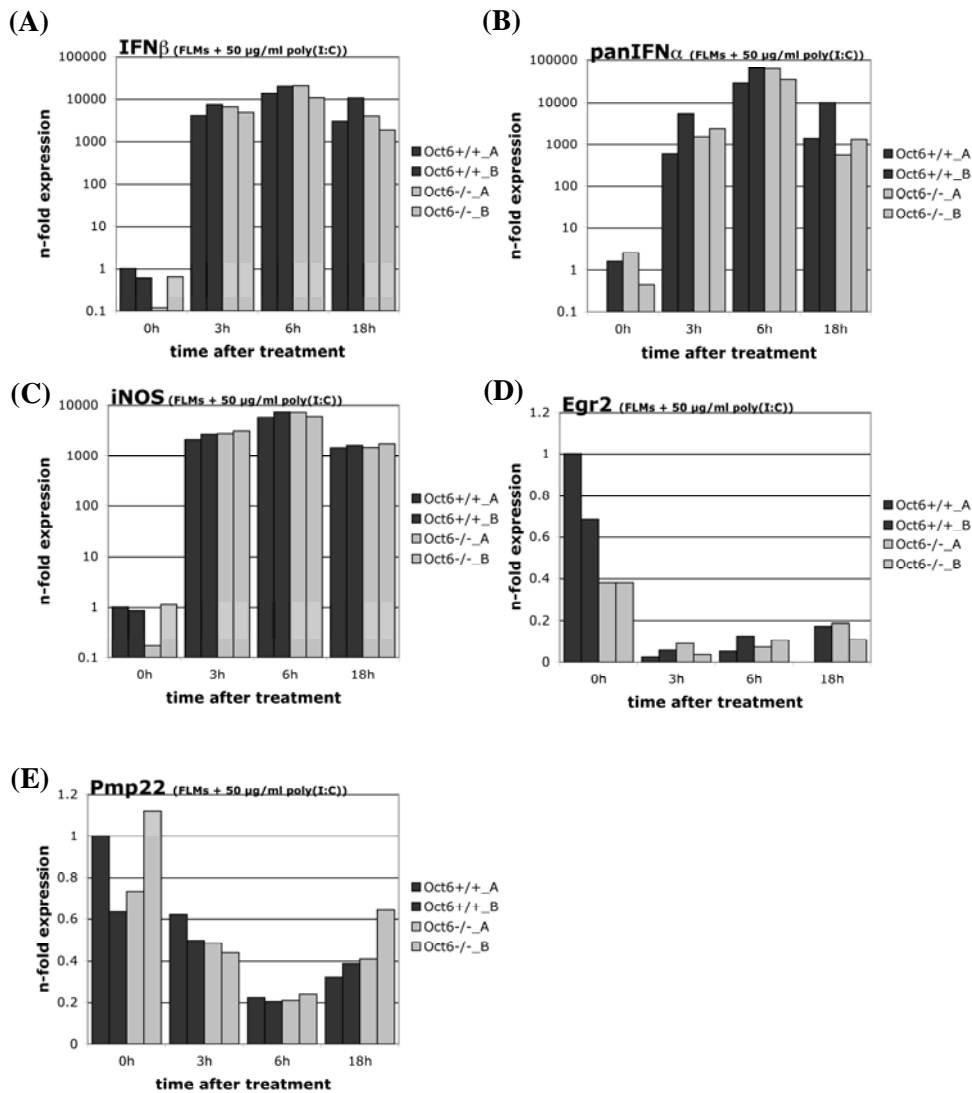 (A)
IFNβ (FLMs + 50 µg/ml poly(I:C))
100000
10000
1000
100
10
1
0.1
n-fold expression
0h 3h 6h 18h
time after treatment
Oct6+/+_A
Oct6+/+_B
Oct6-/-_A
Oct6-/-_B
(B)
panIFNα (FLMs + 50 µg/ml poly(I:C))
100000
10000
1000
100
10
1
0.1
n-fold expression
0h 3h 6h 18h
time after treatment
Oct6+/+_A
Oct6+/+_B
Oct6-/-_A
Oct6-/-_B
(C)
iNOS (FLMs + 50 µg/ml poly(I:C))
10000
1000
100
10
1
0.1
n-fold expression
0h 3h 6h 18h
time after treatment
Oct6+/+_A
Oct6+/+_B
Oct6-/-_A
Oct6-/-_B
(D)
Egr2 (FLMs + 50 µg/ml poly(I:C))
1.2
1
0.8
0.6
0.4
0.2
0
n-fold expression
0h 3h 6h 18h
time after treatment
Oct6+/+_A
Oct6+/+_B
Oct6-/-_A
Oct6-/-_B
(E)
Pmp22 (FLMs + 50 µg/ml poly(I:C))
1.2
1
0.8
0.6
0.4
0.2
0
n-fold expression
0h 3h 6h 18h
time after treatment
Oct6+/+_A
Oct6+/+_B
Oct6-/-_A
Oct6-/-_B